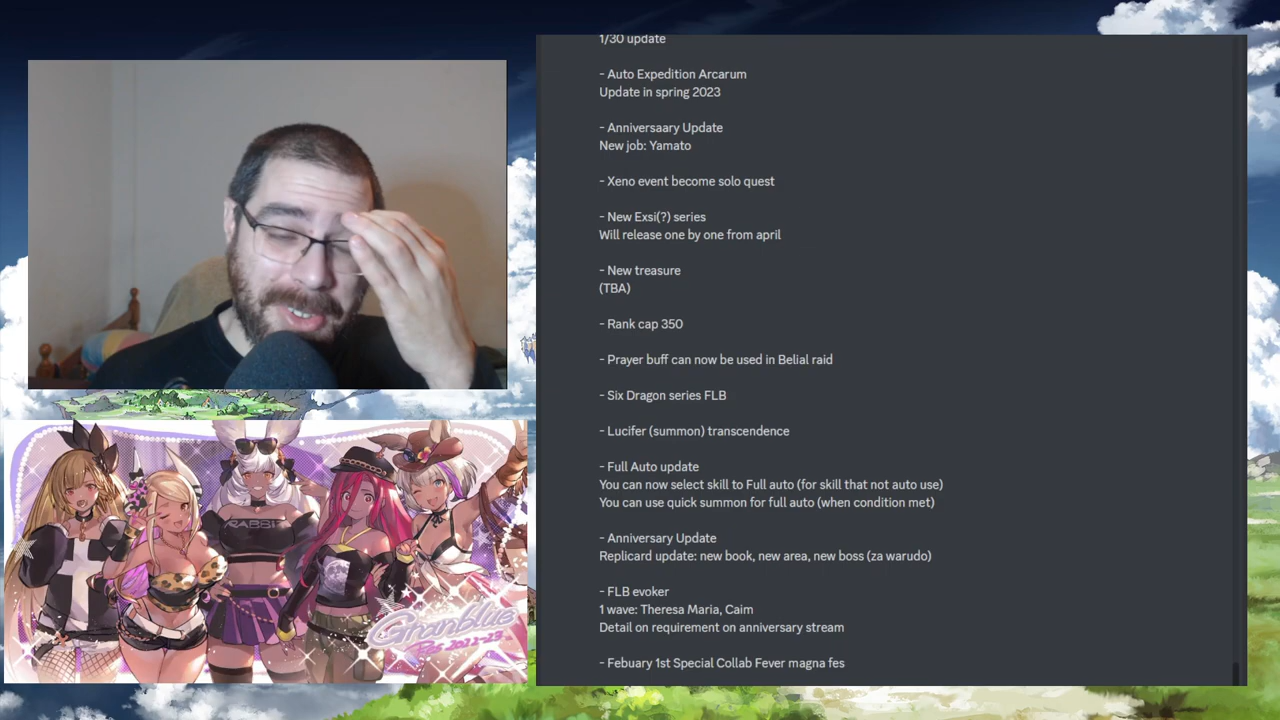 1/30 update
- Auto Expedition Arcarum
Update in spring 2023
- Anniversaary Update
New job: Yamato
- Xeno event become solo quest
- New Exsi(?) series
Will release one by one from april
- New treasure
(TBA)
- Rank cap 350
- Prayer buff can now be used in Belial raid
- Six Dragon series FLB
- Lucifer (summon) transcendence
- Full Auto update
You can now select skill to Full auto (for skill that not auto use)
You can use quick summon for full auto (when condition met)
- Anniversary Update
Replicard update: new book, new area, new boss (za warudo)
- FLB evoker
1 wave: Theresa Maria, Caim
Detail on requirement on anniversary stream
- Febuary 1st Special Collab Fever magna fes
RABBIT
Granblue
Fes 2022-23